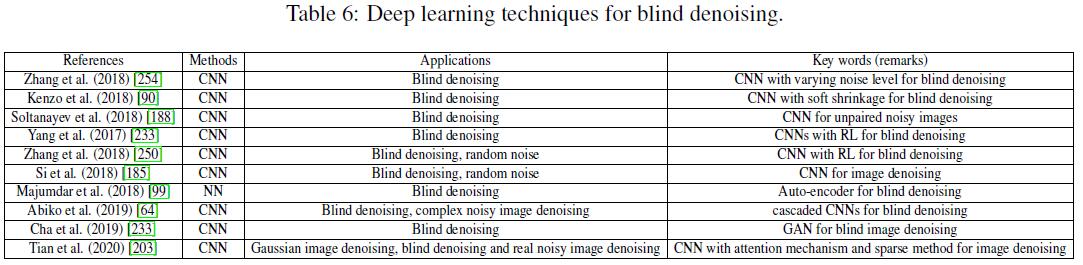 Table 6: Deep learning techniques for blind denoising.
References Methods Applications Key words (remarks)
Zhang et al. (2018) [254] CNN Blind denoising CNN with varying noise level for blind denoising
Kenzo et al. (2018) [90] CNN Blind denoising CNN with soft shrinkage for blind denoising
Soltanayev et al. (2018) [188] CNN Blind denoising CNN for unpaired noisy images
Yang et al. (2017) [233] CNN Blind denoising CNNs with RL for blind denoising
Zhang et al. (2018) [250] CNN Blind denoising, random noise CNN with RL for blind denoising
Si et al. (2018) [185] CNN Blind denoising, random noise CNN for image denoising
Majumdar et al. (2018) [99] NN Blind denoising Auto-encoder for blind denoising
Abiko et al. (2019) [64] CNN Blind denoising, complex noisy image denoising cascaded CNNs for blind denoising
Cha et al. (2019) [233] CNN Blind denoising GAN for blind image denoising
Tian et al. (2020) [203] CNN Gaussian image denoising, blind denoising and real noisy image denoising CNN with attention mechanism and sparse method for image denoising